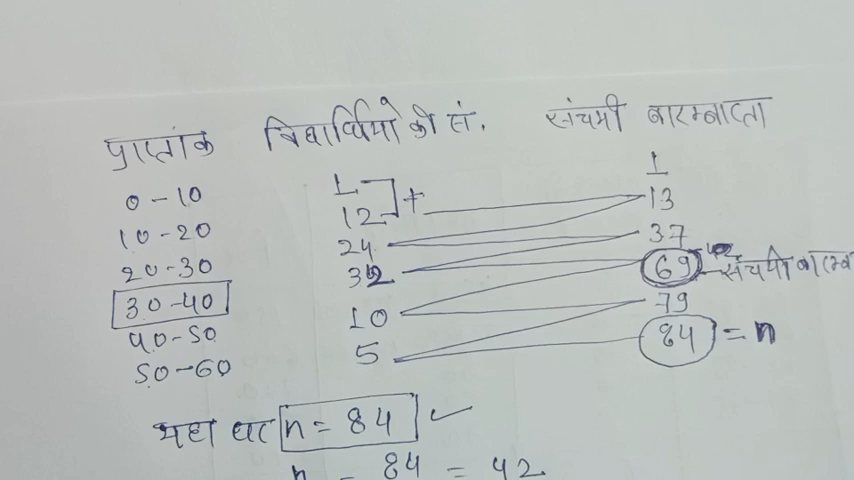 प्राप्तांक विद्यार्थियो की सं. संचयी बारम्बारता
0-10 1 1
10-20 12 + 13
20-30 24 37
30-40 32 69 42 संचयी
40-50 10 79
50-60 5 84 = n
यहा पर n = 84 ✓
n = 84 = 42